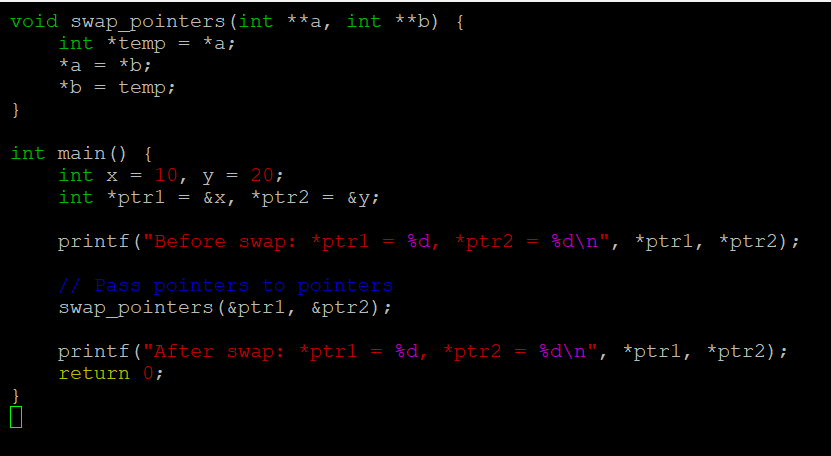 void swap_pointers(int **a, int **b) {
    int *temp = *a;
    *a = *b;
    *b = temp;
}

int main() {
    int x = 10, y = 20;
    int *ptr1 = &x, *ptr2 = &y;

    printf("Before swap: *ptr1 = %d, *ptr2 = %d\n", *ptr1, *ptr2);

    // Pass pointers to pointers
    swap_pointers(&ptr1, &ptr2);

    printf("After swap: *ptr1 = %d, *ptr2 = %d\n", *ptr1, *ptr2);
    return 0;
}